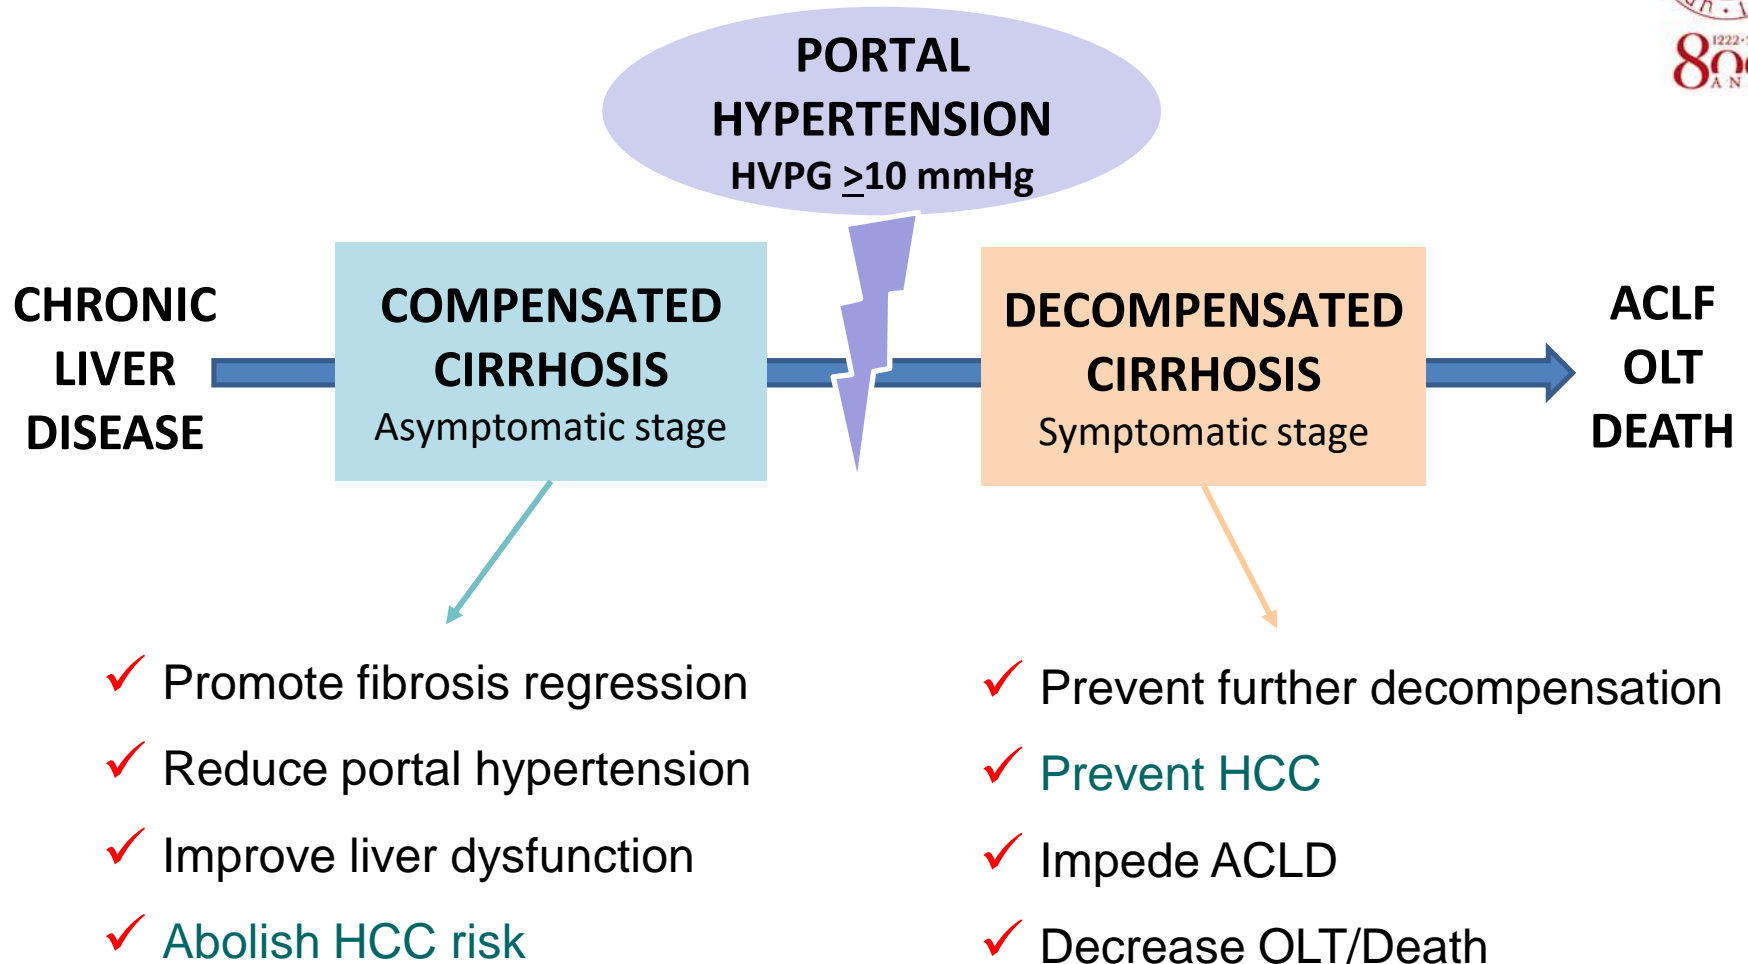 PORTAL
HYPERTENSION
HVPG ≥10 mmHg
1222
CHRONIC
LIVER
DISEASE
COMPENSATED
CIRRHOSIS
Asymptomatic stage
DECOMPENSATED
CIRRHOSIS
Symptomatic stage
ACLF
OLT
DEATH
Promote fibrosis regression
Reduce portal hypertension
Improve liver dysfunction
Abolish HCC risk
Prevent further decompensation
Prevent HCC
Impede ACLD
Decrease OLT/Death